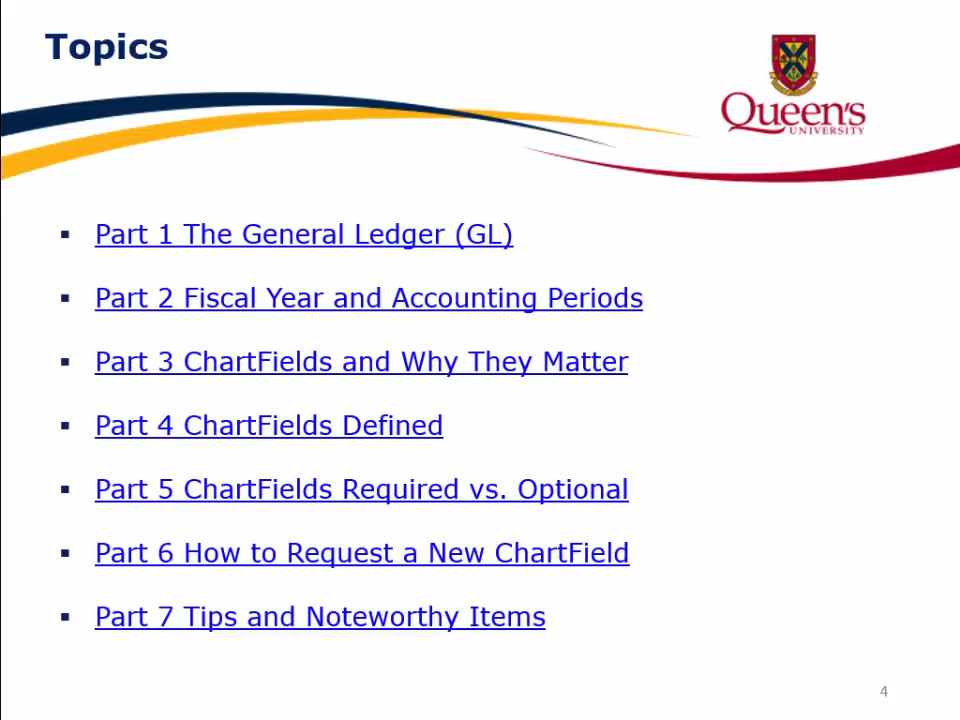 Topics
Queen's
UNIVERSITY
▪ Part 1 The General Ledger (GL)
▪ Part 2 Fiscal Year and Accounting Periods
▪ Part 3 ChartFields and Why They Matter
▪ Part 4 ChartFields Defined
▪ Part 5 ChartFields Required vs. Optional
▪ Part 6 How to Request a New ChartField
▪ Part 7 Tips and Noteworthy Items
4